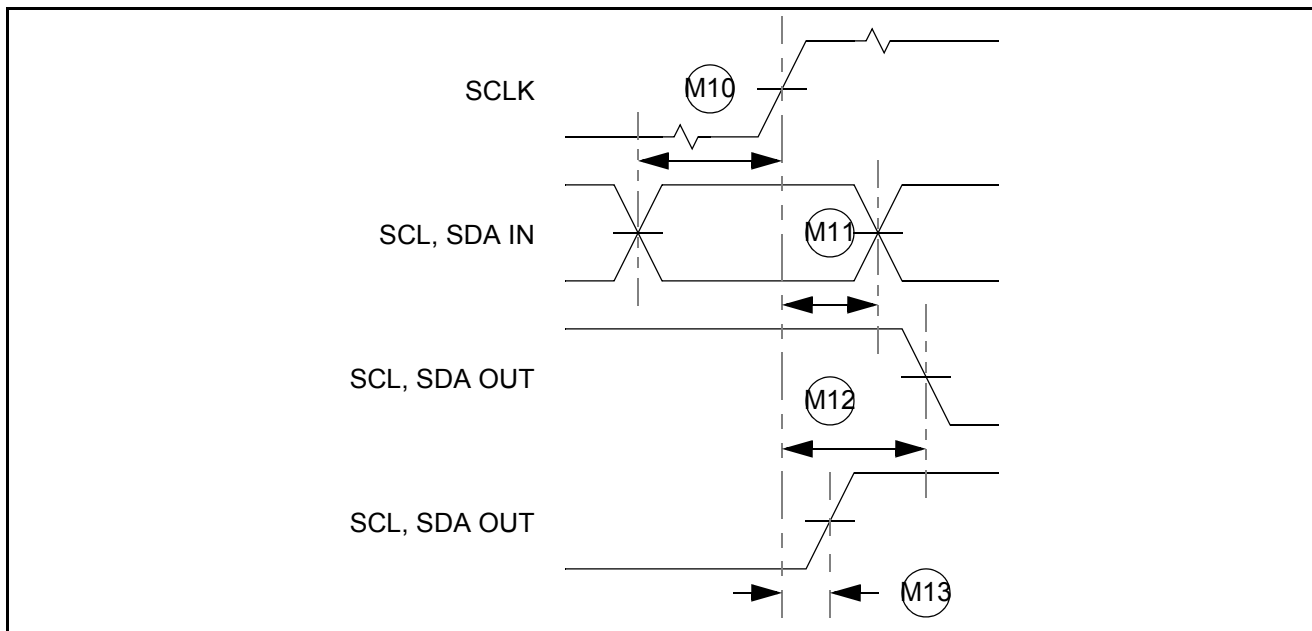 SCLK
M10
SCL, SDA IN
M11
SCL, SDA OUT
M12
SCL, SDA OUT
M13